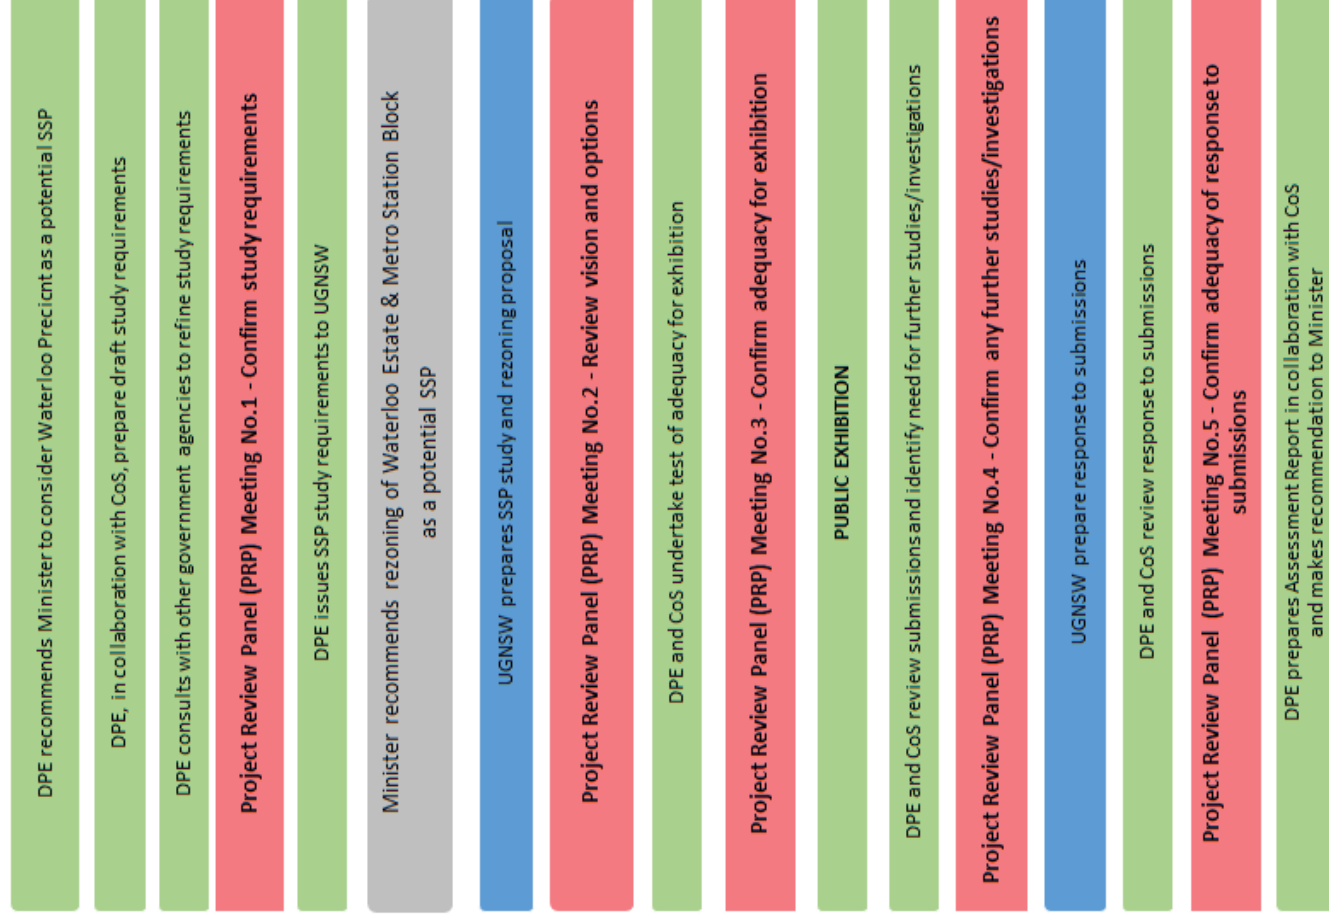 DPE recommends Minister to consider Waterloo Precicnt as a potential SSP
DPE, in collaboration with CoS, prepare draft study requirements
DPE consults with other government agencies to refine study requirements
Project Review Panel (PRP) Meeting No.1 - Confirm study requirements
DPE issues SSP study requirements to UGNSW
Minister recommends rezoning of Waterloo Estate & Metro Station Block
as a potential SSP
UGNSW prepares SSP study and rezoning proposal
Project Review Panel (PRP) Meeting No.2 - Review vision and options
DPE and CoS undertake test of adequacy for exhibition
Project Review Panel (PRP) Meeting No.3 - Confirm adequacy for exhibition
PUBLIC EXHIBITION
DPE and CoS review submissions and identify need for further studies/investigations
Project Review Panel (PRP) Meeting No.4 - Confirm any further studies/investigations
UGNSW prepare response to submissions
DPE and CoS review response to submissions
Project Review Panel (PRP) Meeting No.5 - Confirm adequacy of response to
submissions
DPE prepares Assessment Report in collaboration with CoS
and makes recommendation to Minister